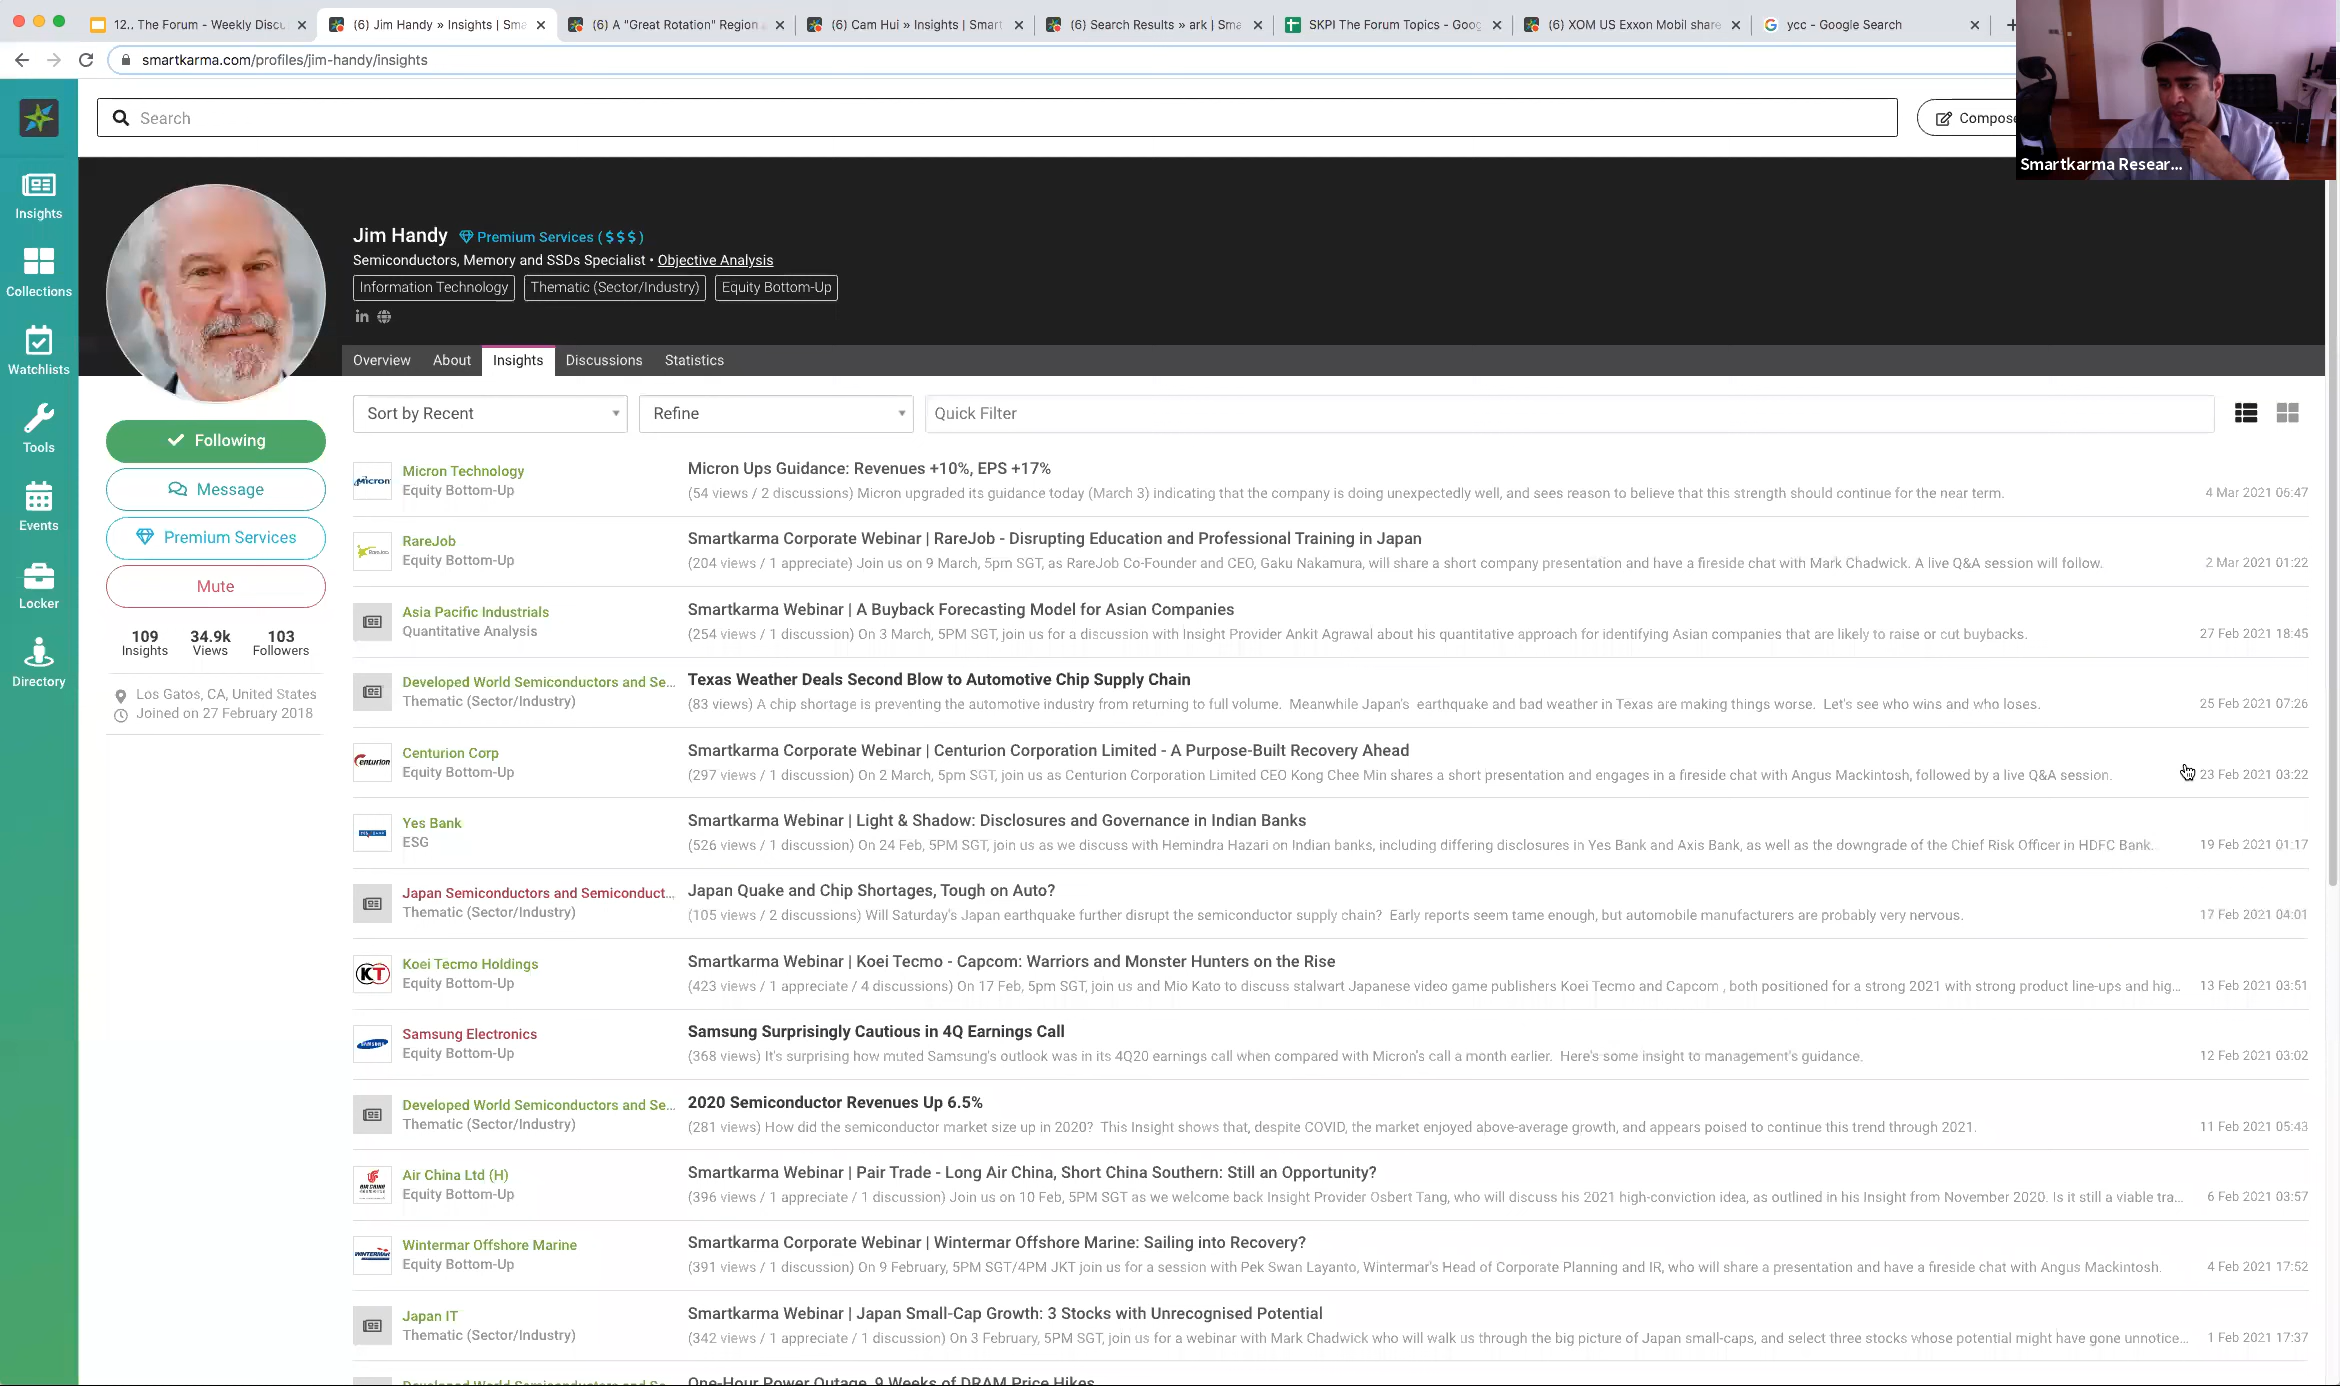 12.. The Forum - Weekly Discu
(6) Jim Handy » Insights | Sma
(6) A "Great Rotation" Region
(6) Cam Hui » Insights | Smart
(6) Search Results » ark | Sma
SKPI The Forum Topics - Goog
(6) XOM US Exxon Mobil share
ycc - Google Search
smartkarma.com/profiles/jim-handy/insights
Search
Compose
Smartkarma Resear...
Insights
Collections
Watchlists
Tools
Events
Locker
Directory
Jim Handy Premium Services ($$$)
Semiconductors, Memory and SSDs Specialist • Objective Analysis
Information Technology Thematic (Sector/Industry) Equity Bottom-Up
in
Overview About Insights Discussions Statistics
Following
Message
Premium Services
Mute
109 34.9k 103
Insights Views Followers
Los Gatos, CA, United States
Joined on 27 February 2018
Sort by Recent Refine Quick Filter
Micron
Micron Technology
Equity Bottom-Up
Micron Ups Guidance: Revenues +10%, EPS +17%
(54 views / 2 discussions) Micron upgraded its guidance today (March 3) indicating that the company is doing unexpectedly well, and sees reason to believe that this strength should continue for the near term.
4 Mar 2021 06:47
RareJob
Equity Bottom-Up
Smartkarma Corporate Webinar | RareJob - Disrupting Education and Professional Training in Japan
(204 views / 1 appreciate) Join us on 9 March, 5pm SGT, as RareJob Co-Founder and CEO, Gaku Nakamura, will share a short company presentation and have a fireside chat with Mark Chadwick. A live Q&A session will follow.
2 Mar 2021 01:22
Asia Pacific Industrials
Quantitative Analysis
Smartkarma Webinar | A Buyback Forecasting Model for Asian Companies
(254 views / 1 discussion) On 3 March, 5PM SGT, join us for a discussion with Insight Provider Ankit Agrawal about his quantitative approach for identifying Asian companies that are likely to raise or cut buybacks.
27 Feb 2021 18:45
Developed World Semiconductors and Se...
Thematic (Sector/Industry)
Texas Weather Deals Second Blow to Automotive Chip Supply Chain
(83 views) A chip shortage is preventing the automotive industry from returning to full volume. Meanwhile Japan's earthquake and bad weather in Texas are making things worse. Let's see who wins and who loses.
25 Feb 2021 07:26
Centurion
Centurion Corp
Equity Bottom-Up
Smartkarma Corporate Webinar | Centurion Corporation Limited - A Purpose-Built Recovery Ahead
(297 views / 1 discussion) On 2 March, 5pm SGT, join us as Centurion Corporation Limited CEO Kong Chee Min shares a short presentation and engages in a fireside chat with Angus Mackintosh, followed by a live Q&A session.
23 Feb 2021 03:22
Yes Bank
ESG
Smartkarma Webinar | Light & Shadow: Disclosures and Governance in Indian Banks
(526 views / 1 discussion) On 24 Feb, 5PM SGT, join us as we discuss with Hemindra Hazari on Indian banks, including differing disclosures in Yes Bank and Axis Bank, as well as the downgrade of the Chief Risk Officer in HDFC Bank.
19 Feb 2021 01:17
Japan Semiconductors and Semiconduct...
Thematic (Sector/Industry)
Japan Quake and Chip Shortages, Tough on Auto?
(105 views / 2 discussions) Will Saturday's Japan earthquake further disrupt the semiconductor supply chain? Early reports seem tame enough, but automobile manufacturers are probably very nervous.
17 Feb 2021 04:01
KT
Koei Tecmo Holdings
Equity Bottom-Up
Smartkarma Webinar | Koei Tecmo - Capcom: Warriors and Monster Hunters on the Rise
(423 views / 1 appreciate / 4 discussions) On 17 Feb, 5pm SGT, join us and Mio Kato to discuss stalwart Japanese video game publishers Koei Tecmo and Capcom , both positioned for a strong 2021 with strong product line-ups and hig...
13 Feb 2021 03:51
SAMSUNG
Samsung Electronics
Equity Bottom-Up
Samsung Surprisingly Cautious in 4Q Earnings Call
(368 views) It's surprising how muted Samsung's outlook was in its 4Q20 earnings call when compared with Micron's call a month earlier. Here's some insight to management's guidance.
12 Feb 2021 03:02
Developed World Semiconductors and Se...
Thematic (Sector/Industry)
2020 Semiconductor Revenues Up 6.5%
(281 views) How did the semiconductor market size up in 2020? This Insight shows that, despite COVID, the market enjoyed above-average growth, and appears poised to continue this trend through 2021.
11 Feb 2021 05:43
AIR CHINA
Air China Ltd (H)
Equity Bottom-Up
Smartkarma Webinar | Pair Trade - Long Air China, Short China Southern: Still an Opportunity?
(396 views / 1 appreciate / 1 discussion) Join us on 10 Feb, 5PM SGT as we welcome back Insight Provider Osbert Tang, who will discuss his 2021 high-conviction idea, as outlined in his Insight from November 2020. Is it still a viable tra...
6 Feb 2021 03:57
WINTERMAR
Wintermar Offshore Marine
Equity Bottom-Up
Smartkarma Corporate Webinar | Wintermar Offshore Marine: Sailing into Recovery?
(391 views / 1 discussion) On 9 February, 5PM SGT/4PM JKT join us for a session with Pek Swan Layanto, Wintermar's Head of Corporate Planning and IR, who will share a presentation and have a fireside chat with Angus Mackintosh.
4 Feb 2021 17:52
Japan IT
Thematic (Sector/Industry)
Smartkarma Webinar | Japan Small-Cap Growth: 3 Stocks with Unrecognised Potential
(342 views / 1 appreciate / 1 discussion) On 3 February, 5PM SGT, join us for a webinar with Mark Chadwick who will walk us through the big picture of Japan small-caps, and select three stocks whose potential might have gone unnotice...
1 Feb 2021 17:37
Developed World Semiconductors and Se...
One-Hour Power Outage, 9 Weeks of DRAM Price Hikes